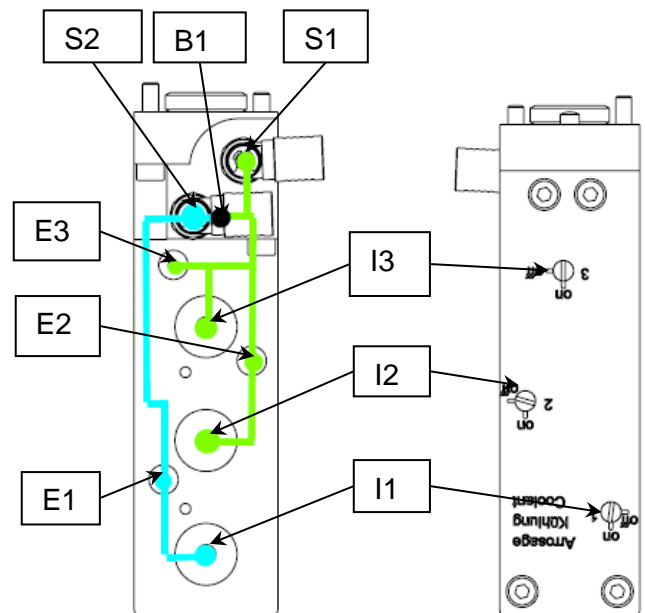 S2
B1
S1
E3
I3
off
3
on
E2
I2
off
2
on
E1
I1
1
off
on
Arrosage
Kühlung
Coolant